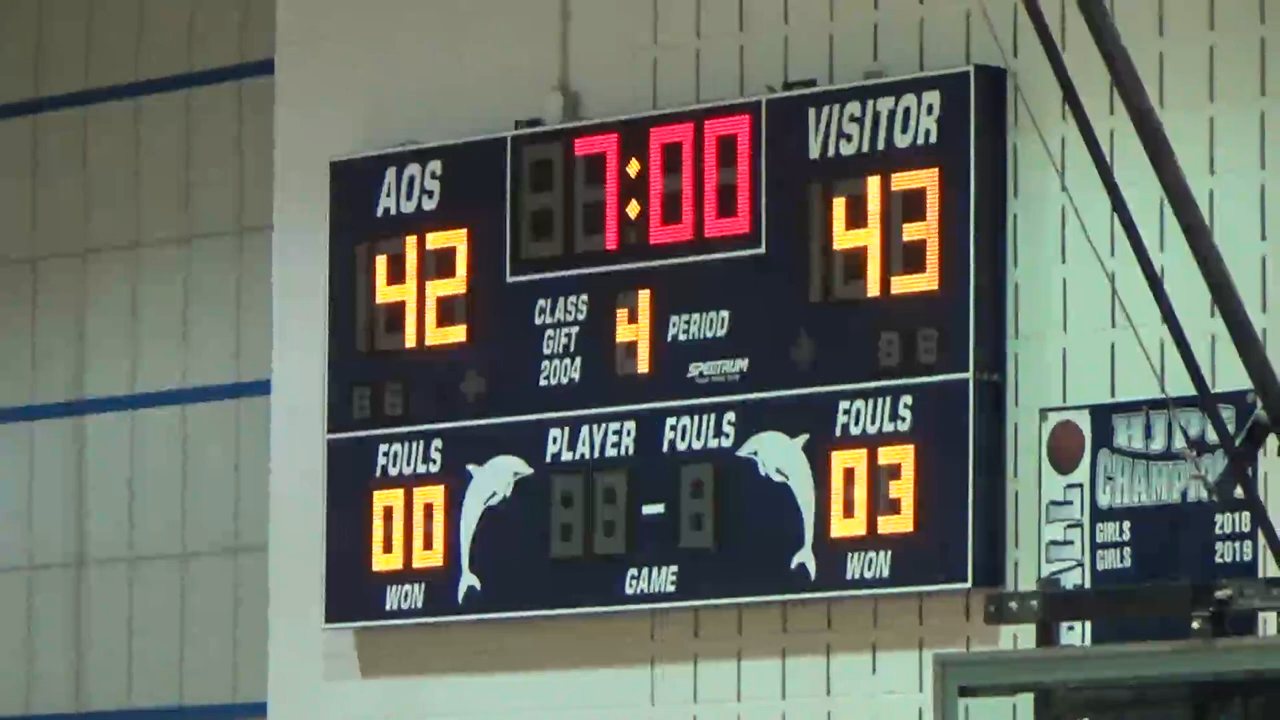 AOS
7:00
VISITOR
42
43
CLASS
GIFT
2004
4
PERIOD
SPECTRUM
FOULS
PLAYER FOULS
FOULS
00
-
03
WON
GAME
WON
GIRLS 2018
GIRLS 2019